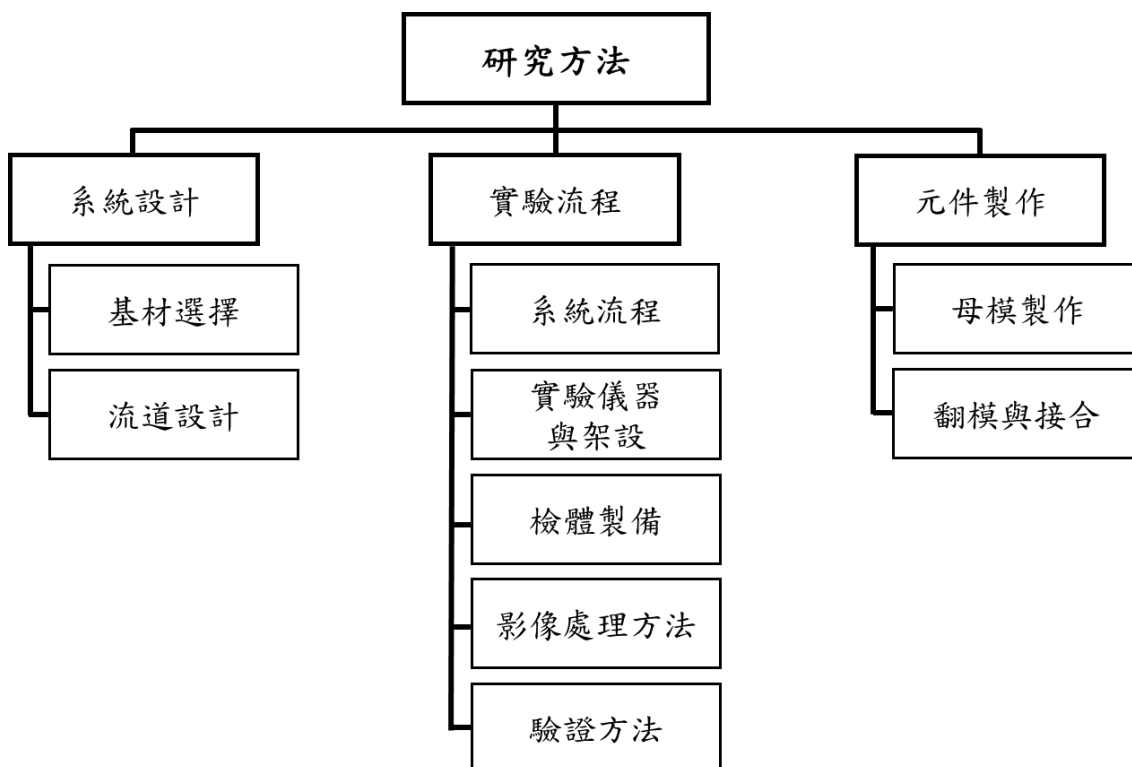 研究方法
系統設計
基材選擇
流道設計
實驗流程
系統流程
實驗儀器
與架設
檢體製備
影像處理方法
驗證方法
元件製作
母模製作
翻模與接合